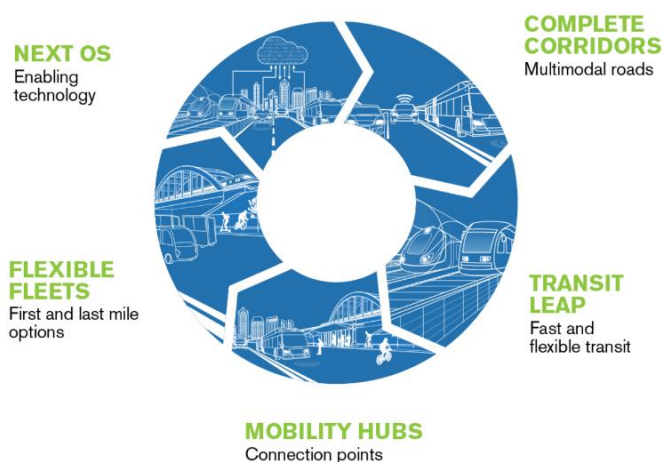 NEXT OS
Enabling
technology
COMPLETE
CORRIDORS
Multimodal roads
FLEXIBLE
FLEETS
First and last mile
options
TRANSIT
LEAP
Fast and
flexible transit
MOBILITY HUBS
Connection points